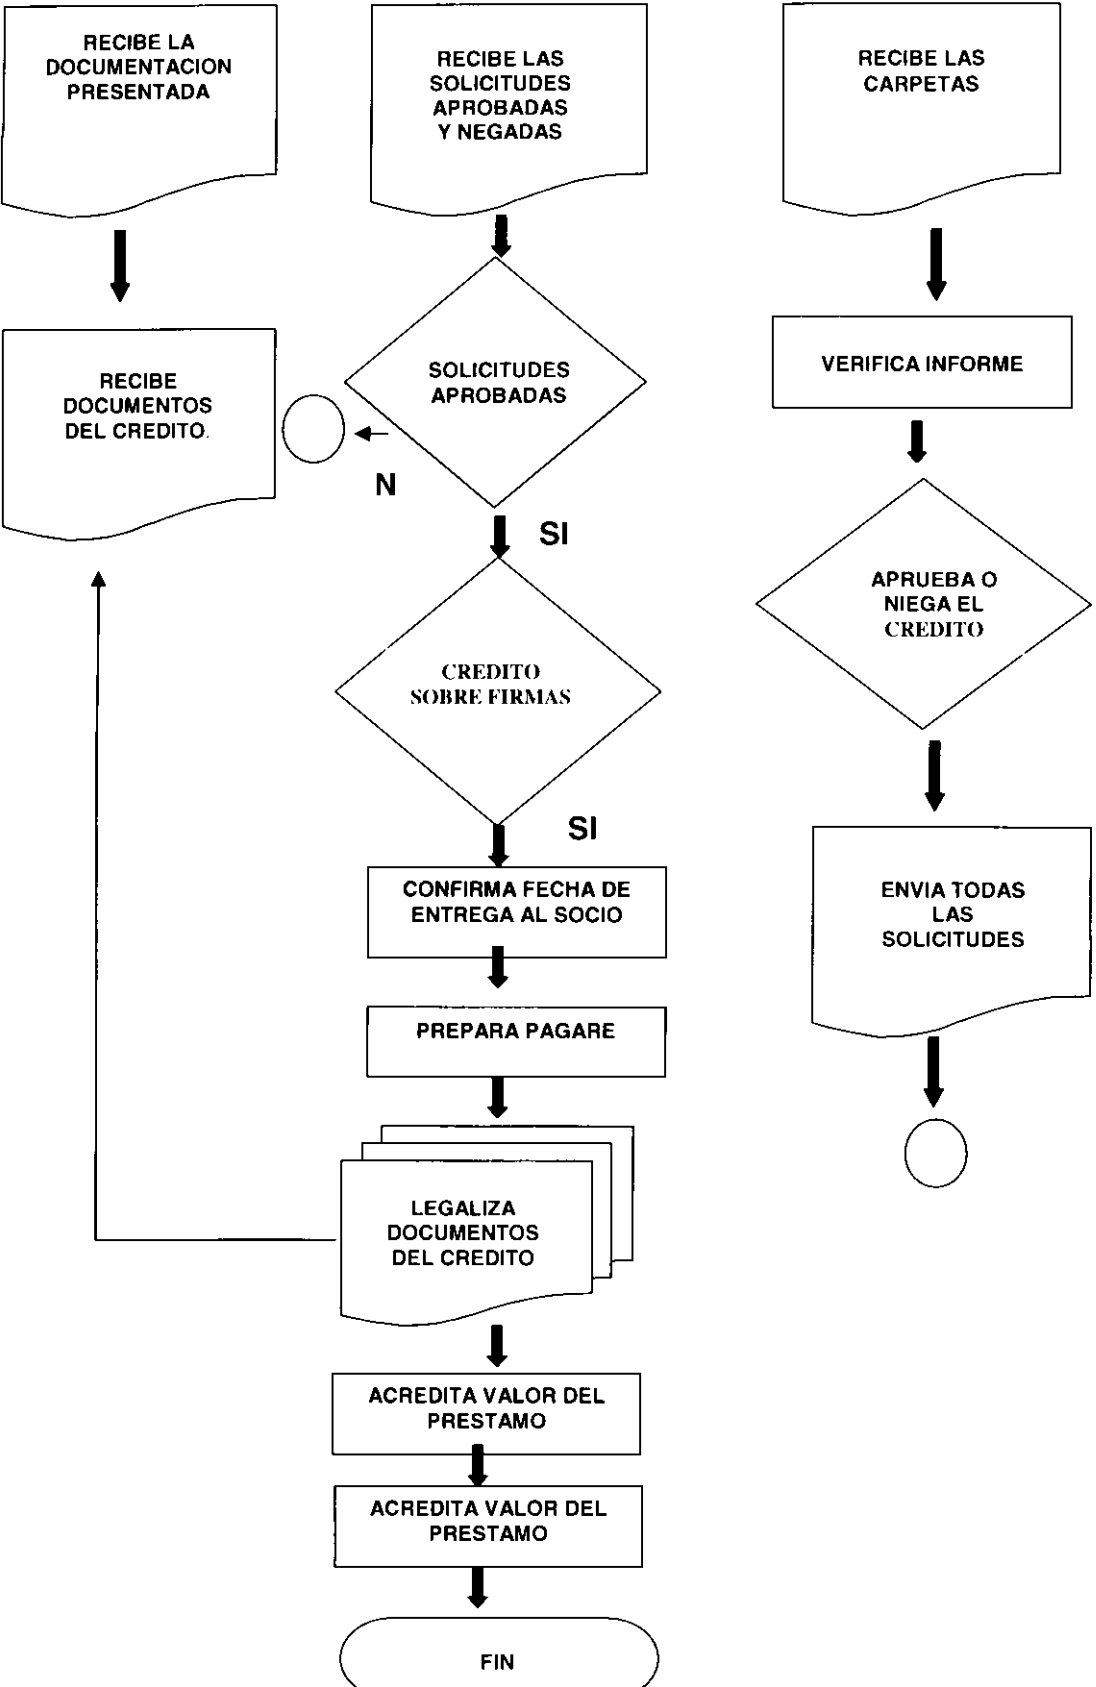 RECIBE LA
DOCUMENTACION
PRESENTADA
RECIBE
DOCUMENTOS
DEL CREDITO.
RECIBE LAS
SOLICITUDES
APROBADAS
Y NEGADAS
SOLICITUDES
APROBADAS
N
SI
CREDITO
SOBRE FIRMAS
SI
CONFIRMA FECHA DE
ENTREGA AL SOCIO
PREPARA PAGARE
LEGALIZA
DOCUMENTOS
DEL CREDITO
ACREDITA VALOR DEL
PRESTAMO
ACREDITA VALOR DEL
PRESTAMO
FIN
RECIBE LAS
CARPETAS
VERIFICA INFORME
APRUEBA O
NIEGA EL
CREDITO
ENVIA TODAS
LAS
SOLICITUDES